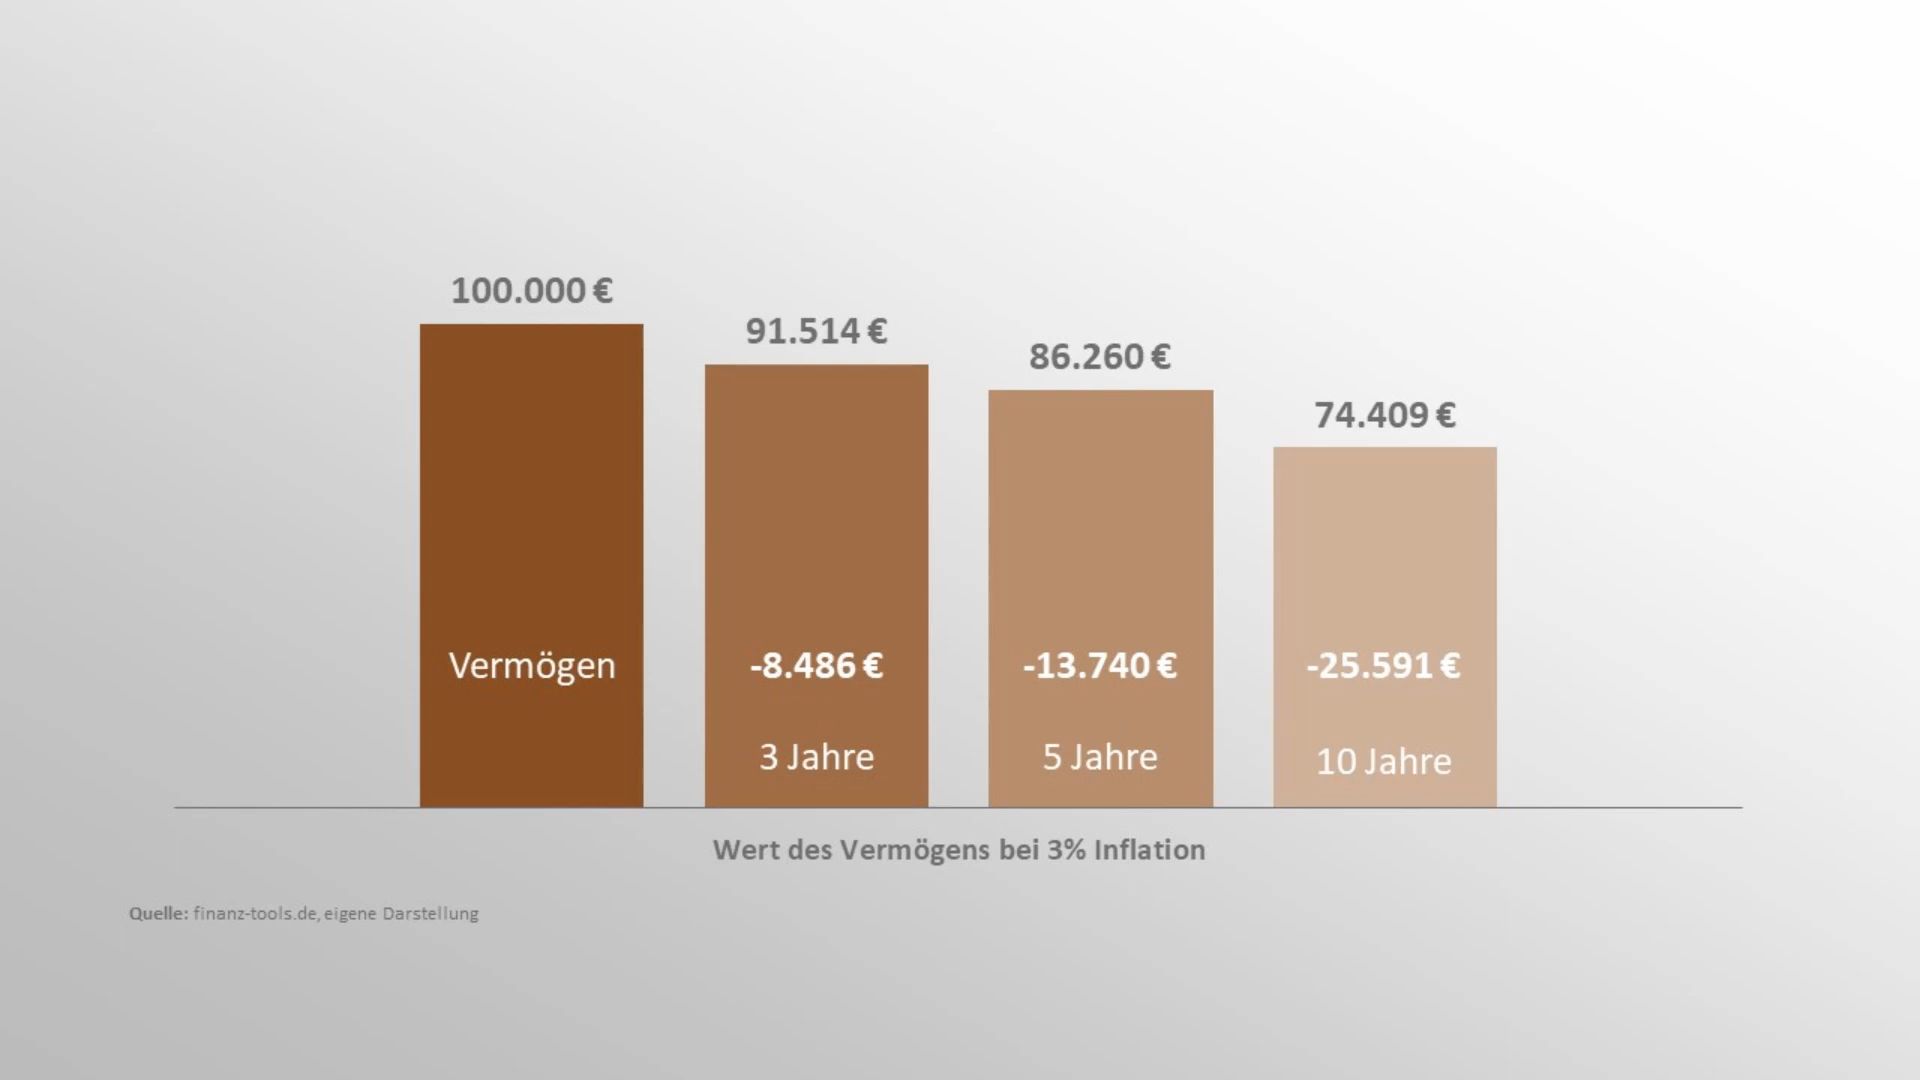 100.000 €
91.514 €
86.260 €
74.409 €
Vermögen
-8.486 €
-13.740 €
-25.591 €
3 Jahre
5 Jahre
10 Jahre
Wert des Vermögens bei 3% Inflation
Quelle: finanz-tools.de, eigene Darstellung